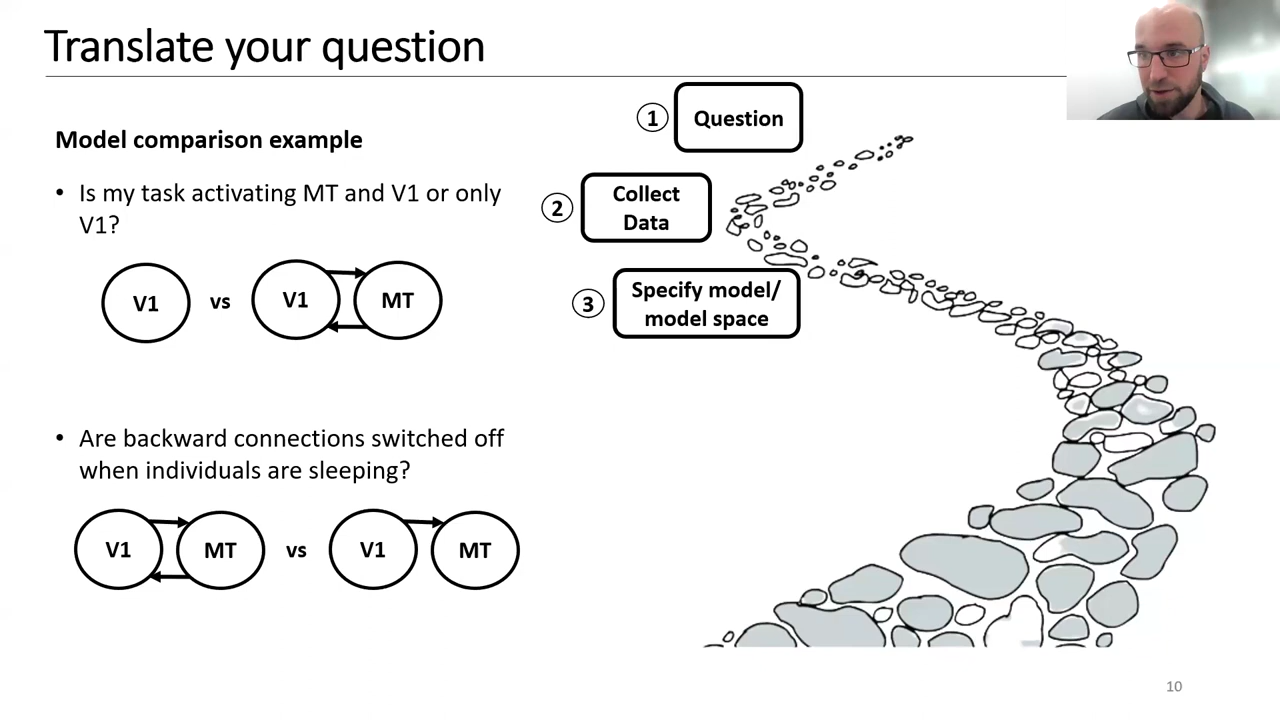 Translate your question
Model comparison example
• Is my task activating MT and V1 or only
V1?
V1 vs V1 MT
• Are backward connections switched off
when individuals are sleeping?
V1 MT vs V1 MT
1 Question
2 Collect
Data
3 Specify model/
model space
10